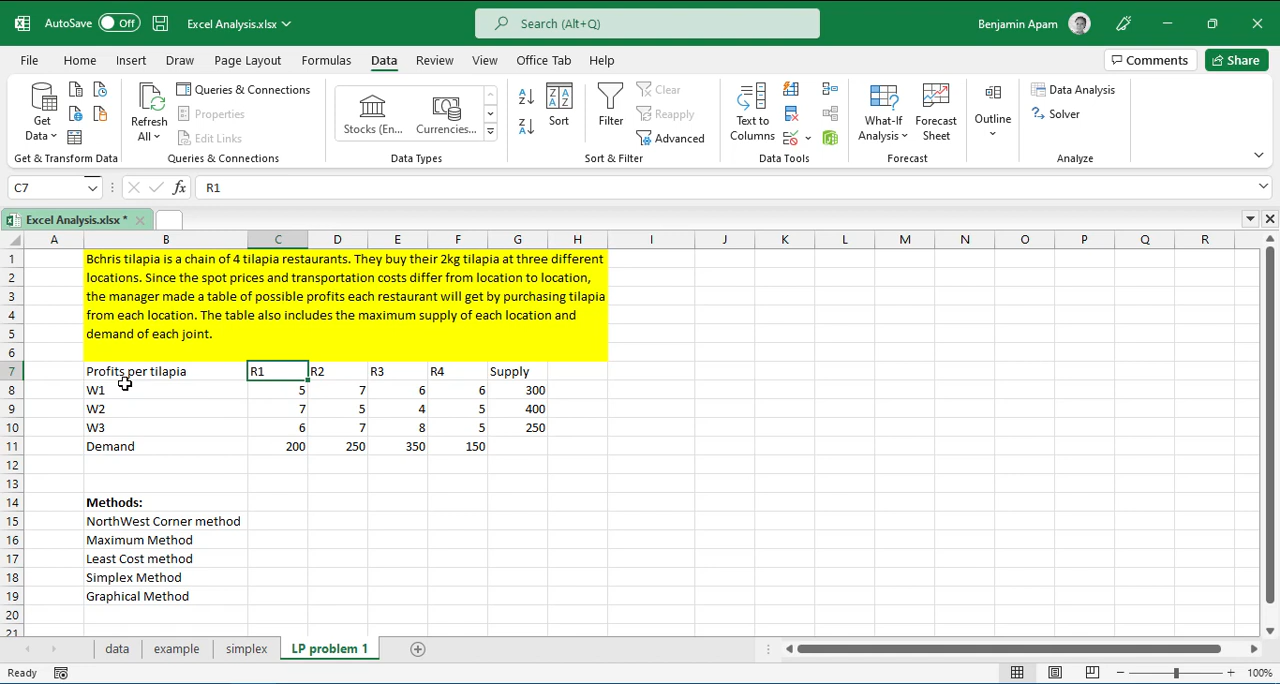 AutoSave Off Excel Analysis.xlsx Search (Alt+Q) Benjamin Apam
File Home Insert Draw Page Layout Formulas Data Review View Office Tab Help Comments Share
Get Data Refresh All Queries & Connections Properties Edit Links Stocks (En... Currencies... Sort Filter Clear Reapply Advanced Text to Columns What-If Analysis Forecast Sheet Outline Data Analysis Solver
Get & Transform Data Queries & Connections Data Types Sort & Filter Data Tools Forecast Analyze
C7 fx R1
Excel Analysis.xlsx *
A B C D E F G H I J K L M N O P Q R
1 Bchris tilapia is a chain of 4 tilapia restaurants. They buy their 2kg tilapia at three different
2 locations. Since the spot prices and transportation costs differ from location to location,
3 the manager made a table of possible profits each restaurant will get by purchasing tilapia
4 from each location. The table also includes the maximum supply of each location and
5 demand of each joint.
6
7 Profits per tilapia R1 R2 R3 R4 Supply
8 W1 5 7 6 6 300
9 W2 7 5 4 5 400
10 W3 6 7 8 5 250
11 Demand 200 250 350 150
12
13
14 Methods:
15 NorthWest Corner method
16 Maximum Method
17 Least Cost method
18 Simplex Method
19 Graphical Method
20
21
data example simplex LP problem 1
Ready 100%